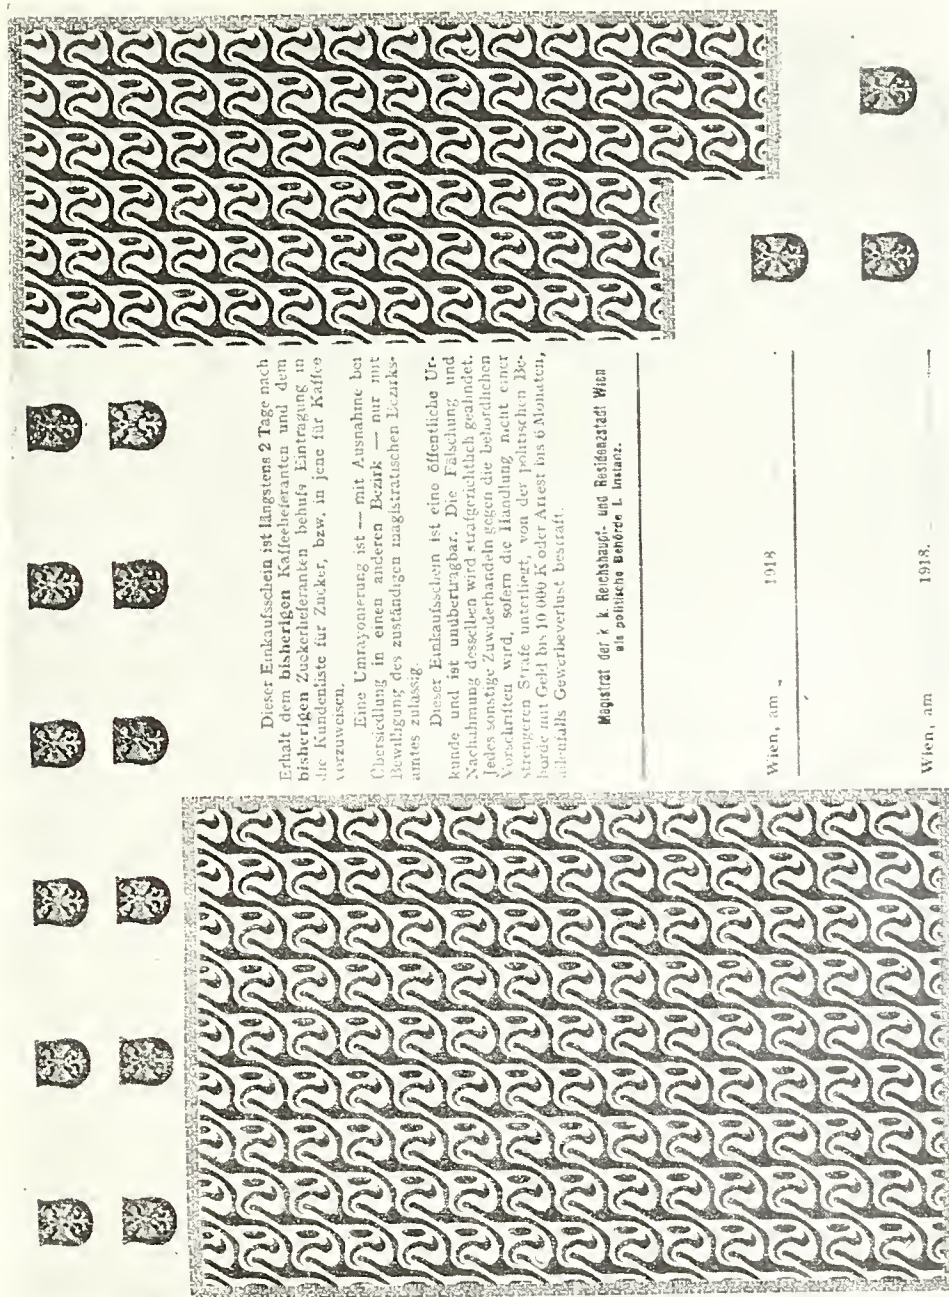 Dieser Einkaufsschein ist längstens 2 Tage nach
Erhalt dem bisherigen Kaffeelieferanten und dem
bisherigen Zuckerlieferanten behufs Eintragung in
die Kundenliste für Zucker, bzw. in jene für Kaffee
vorzuweisen.
Eine Umrayonierung ist — mit Ausnahme bei
Übersiedlung in einen anderen Bezirk — nur mit
Bewilligung des zuständigen magistratischen Bezirks-
amtes zulässig.
Dieser Einkaufsschein ist eine öffentliche Ur-
kunde und ist unübertragbar. Die Fälschung und
Nachahmung desselben wird strafgerichtlich geahndet.
Jedes sonstige Zuwiderhandeln gegen die behördlichen
Vorschriften wird, sofern die Handlung nicht einer
strengeren Strafe unterliegt, von der politischen Be-
hörde mit Geld bis 10 000 K oder Arrest bis 6 Monaten,
allenfalls Gewerbeverlust bestraft.
Magistrat der k. k. Reichshaupt- und Residenzstadt Wien
als politische Behörde I. Instanz.
Wien, am 1918
Wien, am 1918.